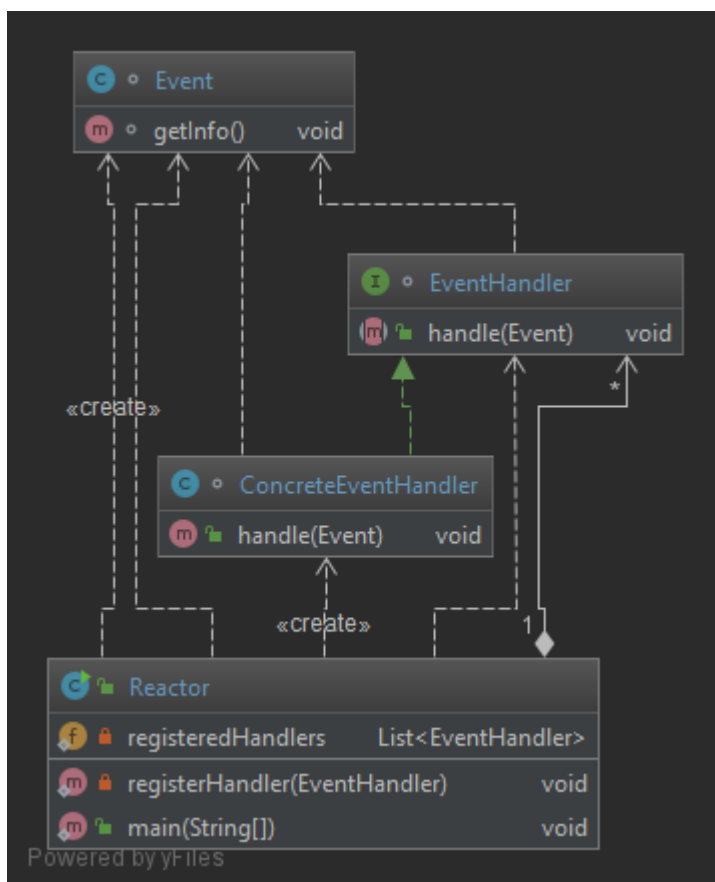 Event
getInfo() void
EventHandler
handle(Event) void
*
«create»
ConcreteEventHandler
handle(Event) void
«create»
1
Reactor
registeredHandlers List<EventHandler>
registerHandler(EventHandler) void
main(String[]) void
Powered by yFiles